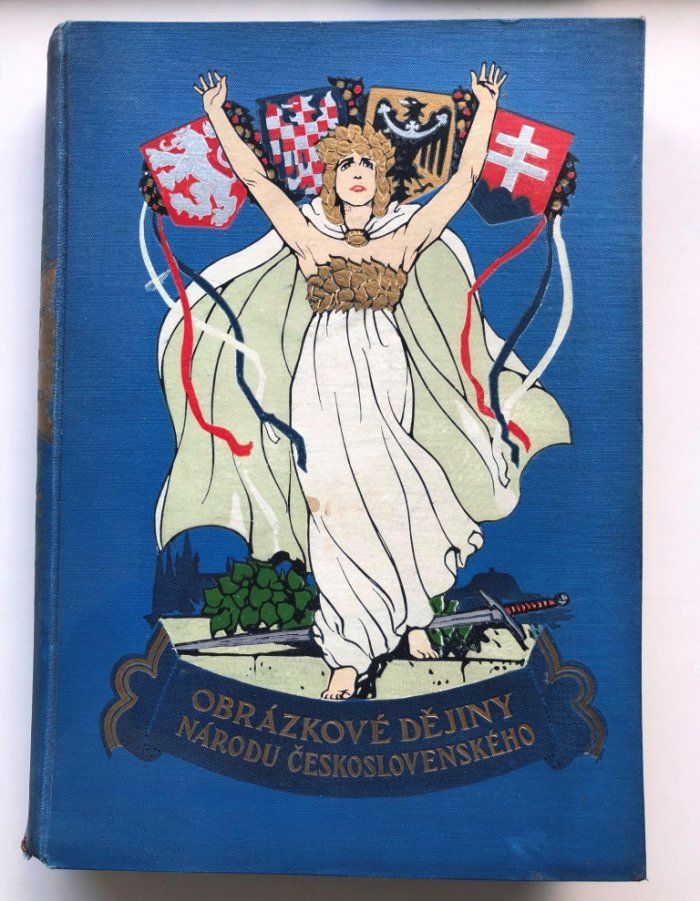 OBRÁZKOVÉ DĚJINY
NÁRODU ČESKOSLOVENSKÉHO